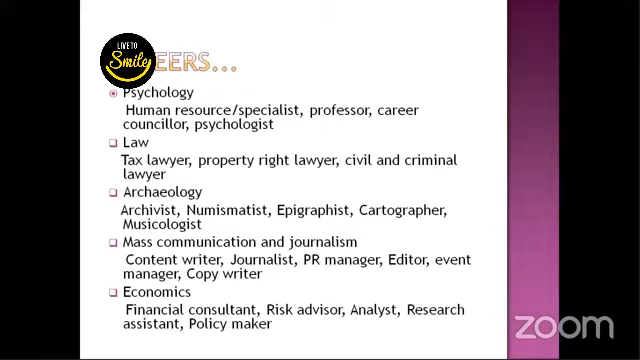 LIVE TO
Smile
EERS...
Psychology
Human resource/specialist, professor, career
councillor, psychologist
Law
Tax lawyer, property right lawyer, civil and criminal
lawyer
Archaeology
Archivist, Numismatist, Epigraphist, Cartographer,
Musicologist
Mass communication and journalism
Content writer, Journalist, PR manager, Editor, event
manager, Copy writer
Economics
Financial consultant, Risk advisor, Analyst, Research
assistant, Policy maker
zoom